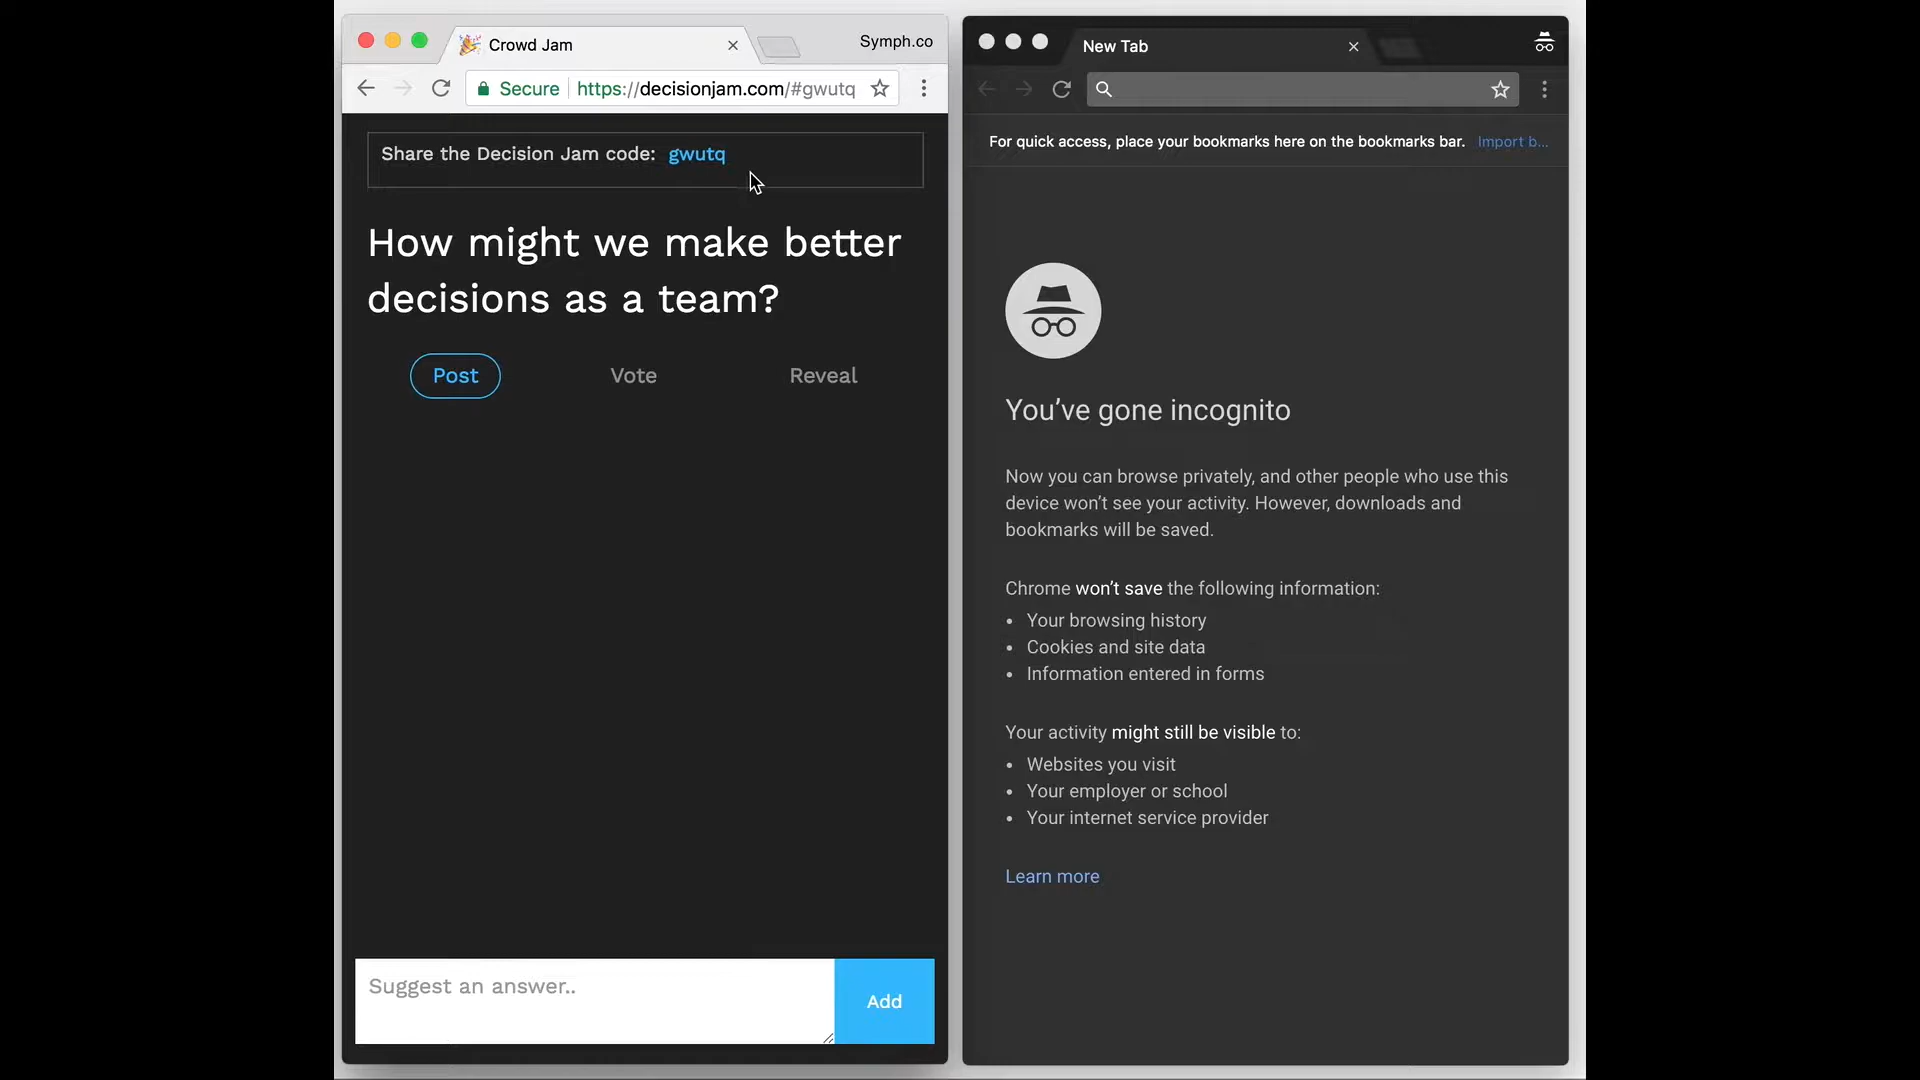 Crowd Jam
Symph.co
Secure https://decisionjam.com/#gwutq
Share the Decision Jam code: gwutq
How might we make better
decisions as a team?
Post Vote Reveal
Suggest an answer..
Add
New Tab
For quick access, place your bookmarks here on the bookmarks bar. Import b...
You’ve gone incognito
Now you can browse privately, and other people who use this
device won’t see your activity. However, downloads and
bookmarks will be saved.
Chrome won’t save the following information:
• Your browsing history
• Cookies and site data
• Information entered in forms
Your activity might still be visible to:
• Websites you visit
• Your employer or school
• Your internet service provider
Learn more